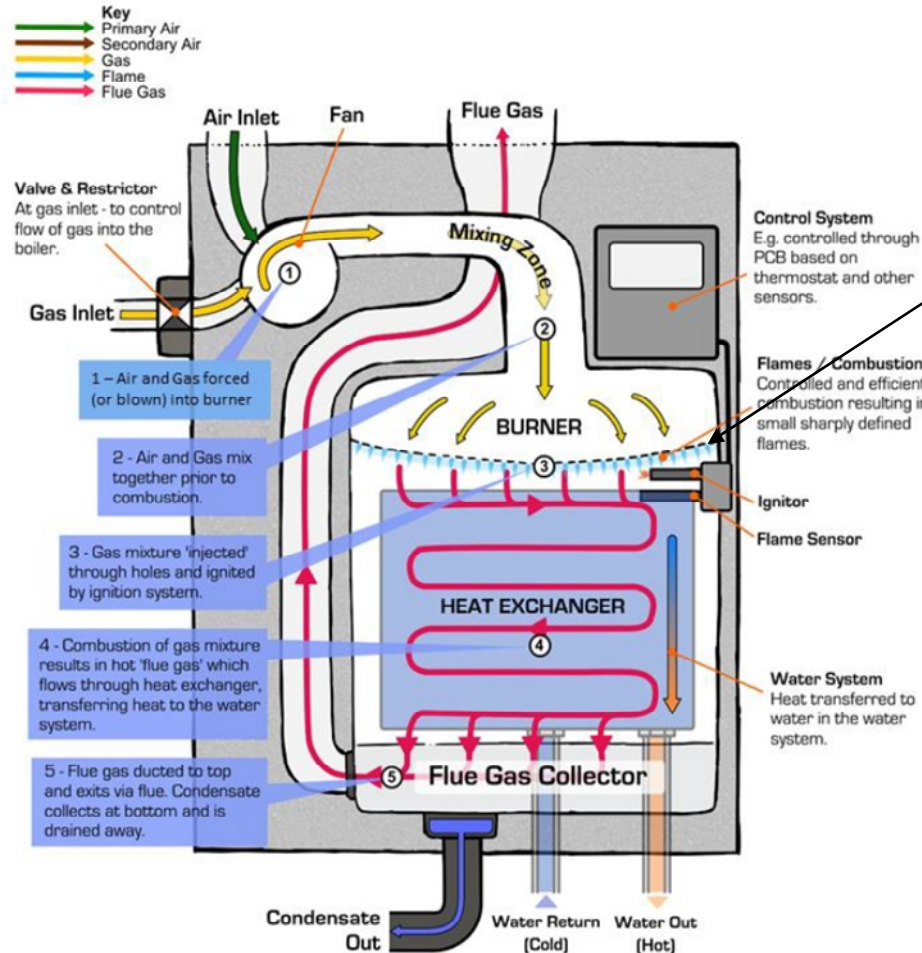 Key
Primary Air
Secondary Air
Gas
Flame
Flue Gas
Air Inlet
Fan
Flue Gas
Valve & Restrictor
At gas inlet - to control
flow of gas into the
boiler.
Gas Inlet
Mixing Zone
Control System
E.g. controlled through
PCB based on
thermostat and other
sensors.
1
1 – Air and Gas forced
(or blown) into burner
2
2 - Air and Gas mix
together prior to
combustion.
BURNER
Flames / Combustion
Controlled and efficient
combustion resulting in
small sharply defined
flames.
3
3 - Gas mixture 'injected'
through holes and ignited
by ignition system.
Ignitor
Flame Sensor
HEAT EXCHANGER
4
4 - Combustion of gas mixture
results in hot 'flue gas' which
flows through heat exchanger,
transferring heat to the water
system.
Water System
Heat transferred to
water in the water
system.
5 - Flue gas ducted to top
and exits via flue. Condensate
collects at bottom and is
drained away.
5
Flue Gas Collector
Condensate
Out
Water Return
(Cold)
Water Out
(Hot)